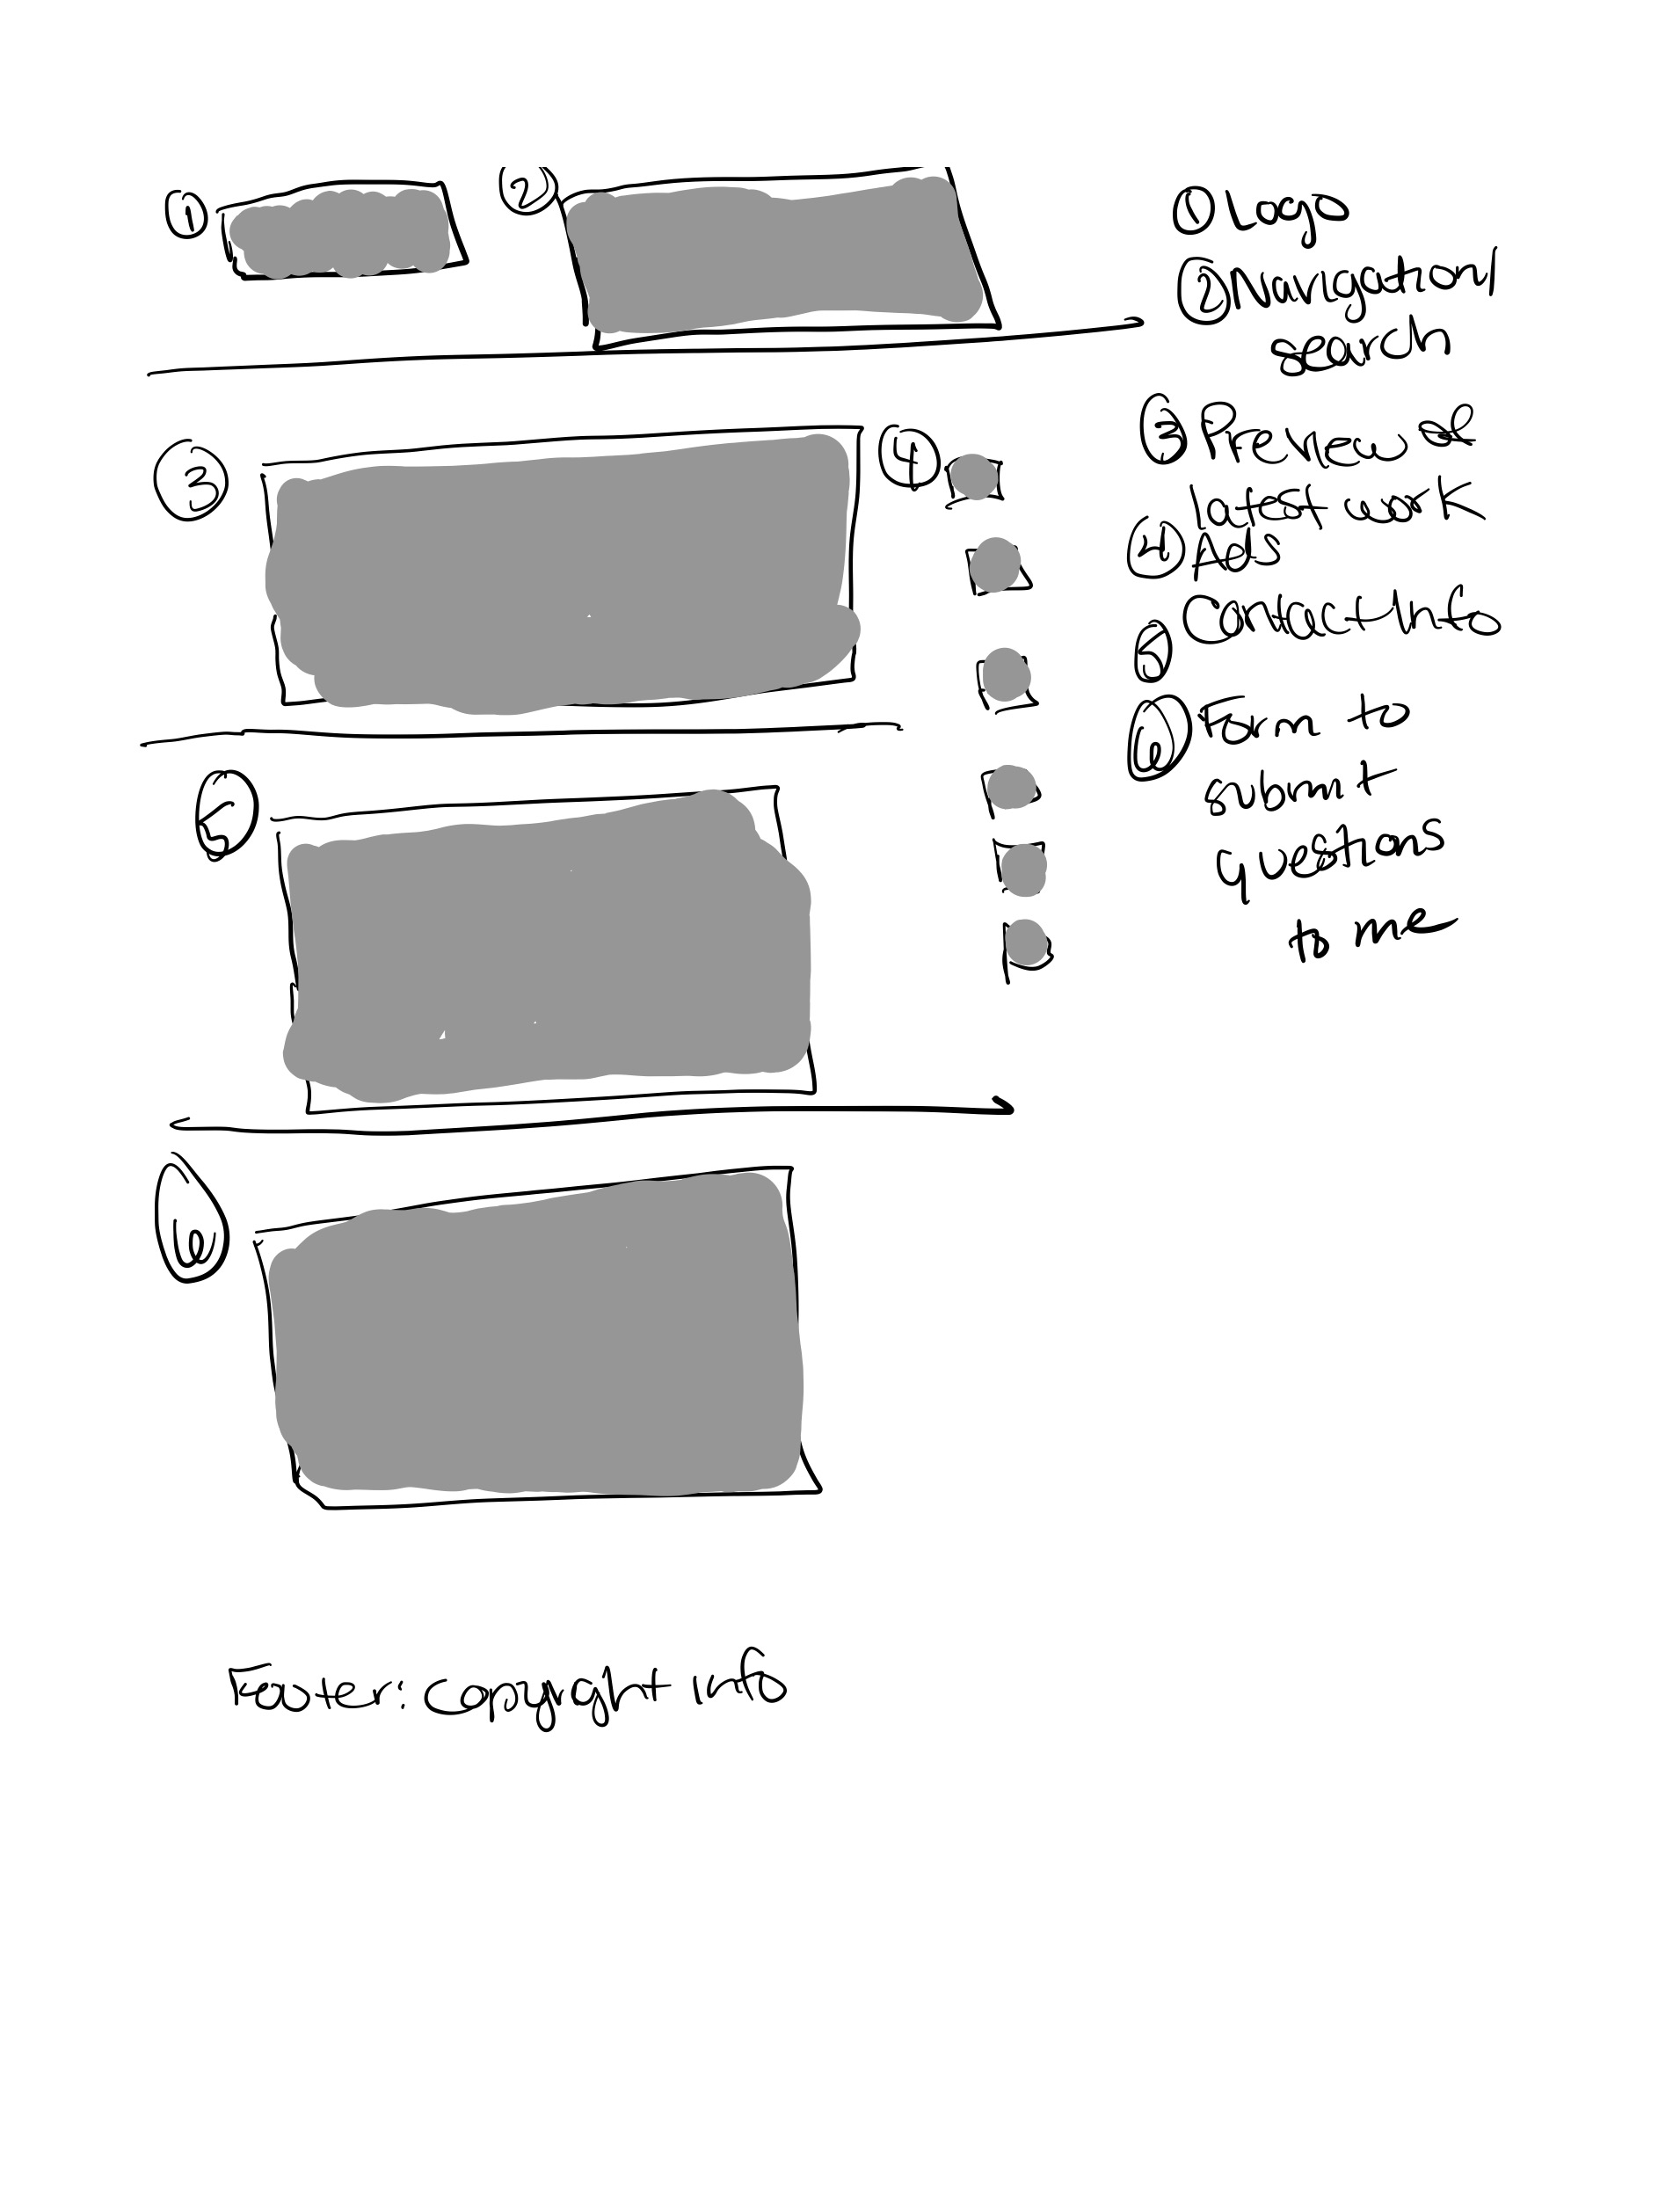 ① ②
① Logo
② Navigation/
search
③ Preview of
latest work
④ Ads
⑤ Contact Info
⑥ Form to
submit
questions
to me
③ ④
⑤
⑥
Footer: copyright info